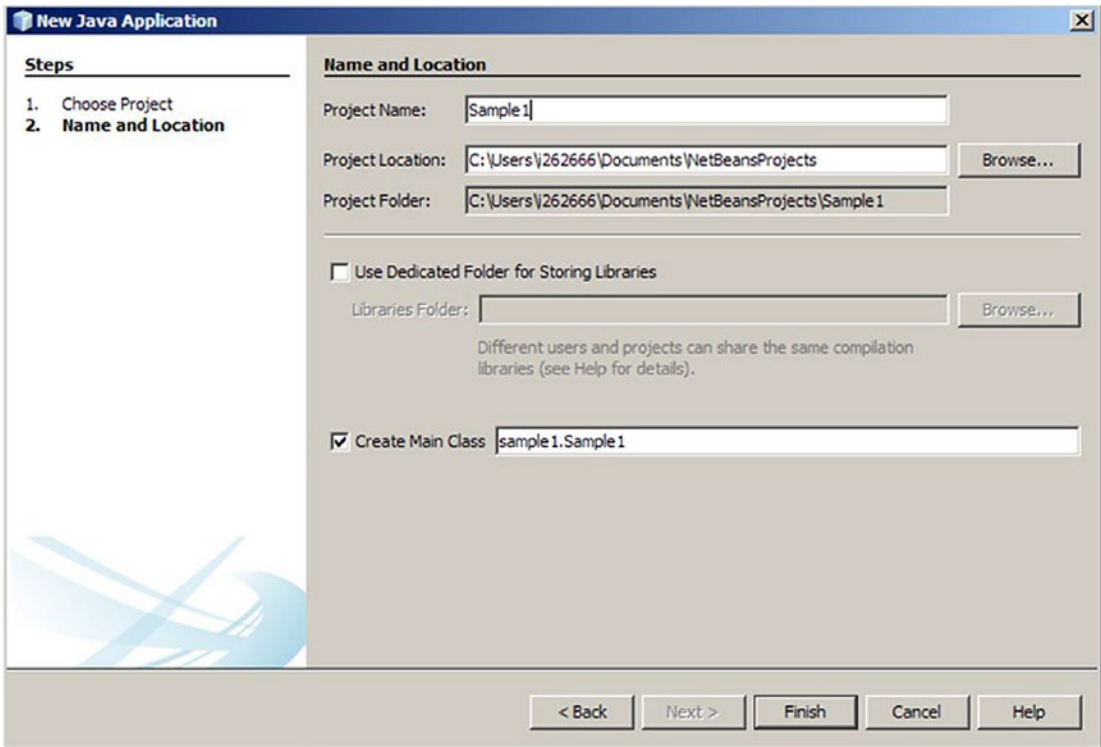 New Java Application
Steps
1. Choose Project
2. Name and Location
Name and Location
Project Name: Sample1
Project Location: C:\Users\i262666\Documents\NetBeansProjects Browse...
Project Folder: C:\Users\i262666\Documents\NetBeansProjects\Sample1
Use Dedicated Folder for Storing Libraries
Libraries Folder: Browse...
Different users and projects can share the same compilation
libraries (see Help for details).
Create Main Class sample1.Sample1
< Back Next > Finish Cancel Help